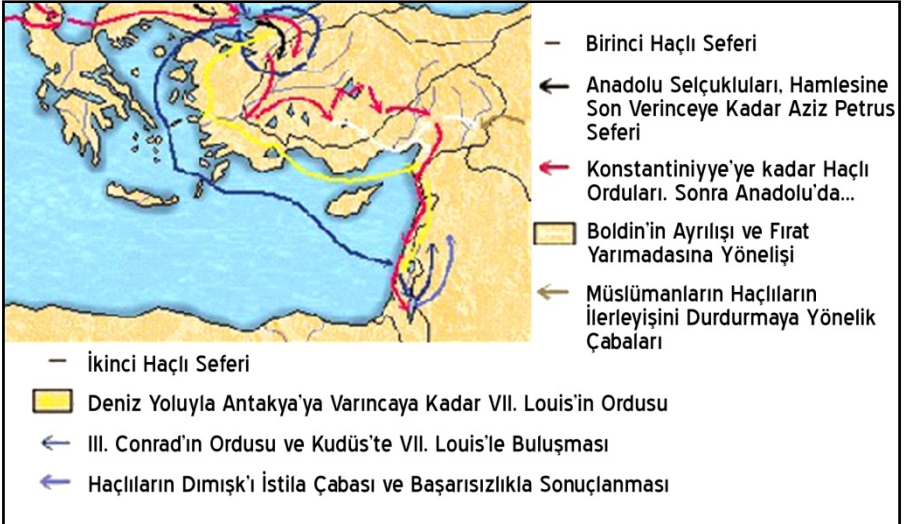 Birinci Haçlı Seferi
Anadolu Selçukluları, Hamlesine
Son Verinceye Kadar Aziz Petrus
Seferi
Konstantiniyye'ye kadar Haçlı
Orduları. Sonra Anadolu'da...
Boldin'in Ayrılışı ve Fırat
Yarımadasına Yönelişi
Müslümanların Haçlıların
İlerleyişini Durdurmaya Yönelik
Çabaları
İkinci Haçlı Seferi
Deniz Yoluyla Antakya'ya Varıncaya Kadar VII. Louis'in Ordusu
III. Conrad'ın Ordusu ve Kudüs'te VII. Louis'le Buluşması
Haçlıların Dımışk'ı İstila Çabası ve Başarısızlıkla Sonuçlanması